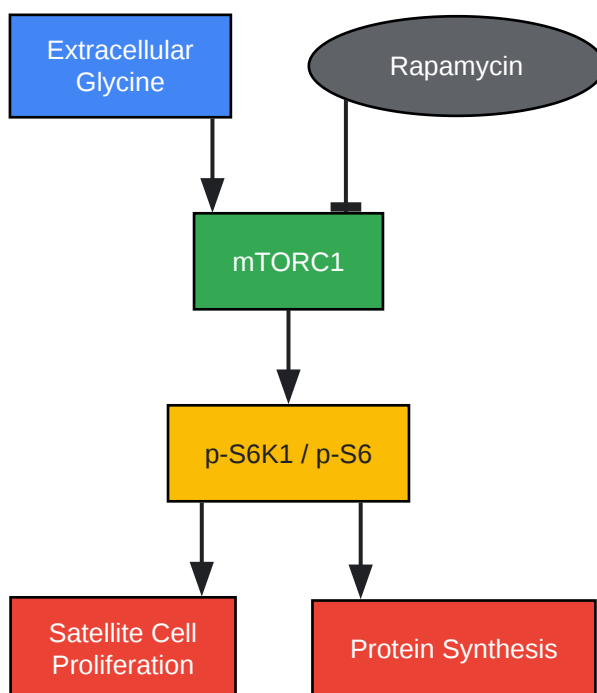 Extracellular
Glycine
Rapamycin
mTORC1
p-S6K1 / p-S6
Satellite Cell
Proliferation
Protein Synthesis